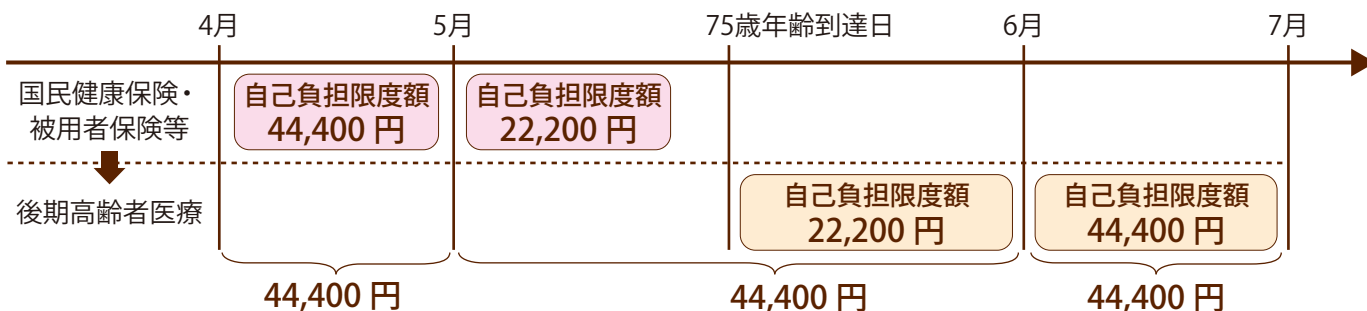 4月
5月
75歳年齢到達日
6月
7月
国民健康保険・
被用者保険等
自己負担限度額
44,400 円
自己負担限度額
22,200 円
後期高齢者医療
自己負担限度額
22,200 円
自己負担限度額
44,400 円
44,400 円
44,400 円
44,400 円